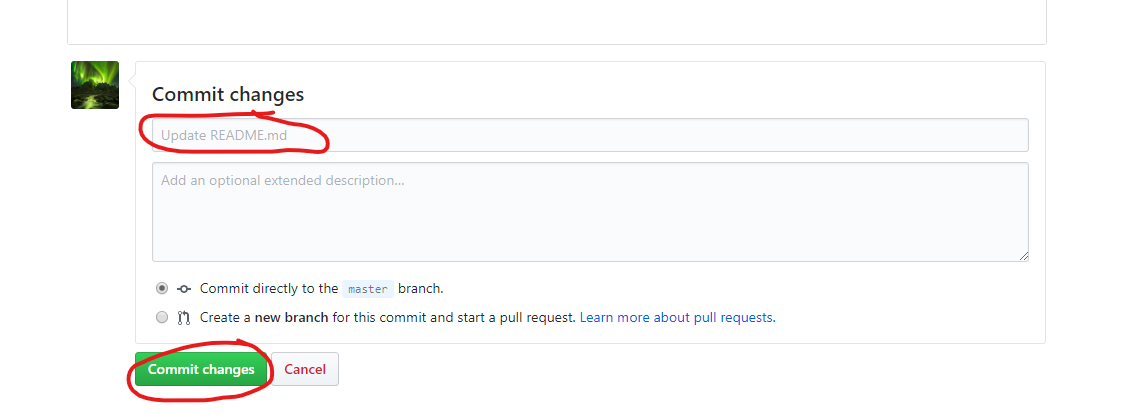 Commit changes
Update README.md
Add an optional extended description...
Commit directly to the master branch.
Create a new branch for this commit and start a pull request. Learn more about pull requests.
Commit changes Cancel